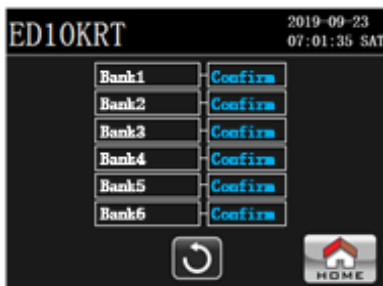 ED10KRT
2019-09-23
07:01:35 SAT
Bank1 Confirm
Bank2 Confirm
Bank3 Confirm
Bank4 Confirm
Bank5 Confirm
Bank6 Confirm
HOME